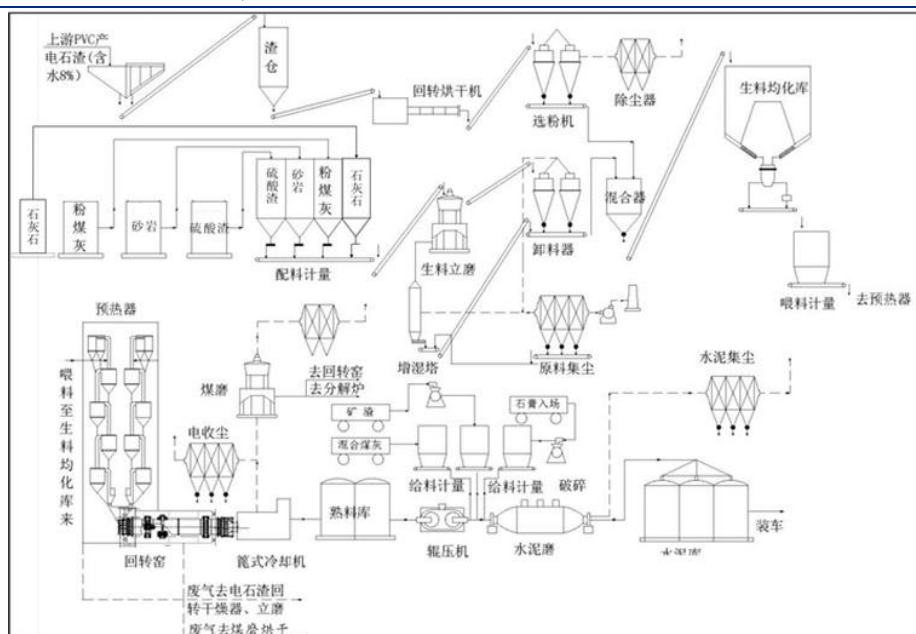 上游PVC产
电石渣(含
水8%)
渣
仓
回转烘干机
选粉机
除尘器
生料均化库
石灰石
粉煤灰
砂岩
硫酸渣
硫酸渣
砂岩
粉煤灰
石灰石
配料计量
生料立磨
卸料器
混合器
喂料计量
去预热器
预热器
喂料至生料均化库来
煤磨
去回转窑
去分解炉
增湿塔
原料集尘
水泥集尘
电收尘
矿渣
混合煤灰
石膏入场
给料计量
给料计量
破碎
熟料库
辊压机
水泥磨
水泥库
装车
回转窑
篦式冷却机
废气去电石渣回
转干燥器、立磨
废气去煤磨烘干